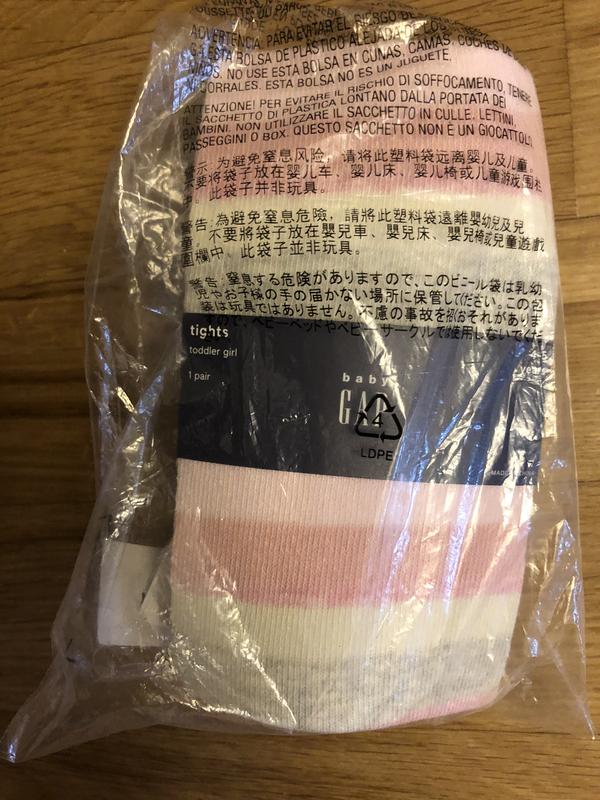 ADVERTENCIA: PARA EVITAR EL RIESGO DE
ESTA BOLSA DE PLÁSTICO ALEJADA DE
NO USE ESTA BOLSA EN CUNAS, CAMAS, COCHES DE
CORRALES. ESTA BOLSA NO ES UN JUGUETE.
ATTENZIONE! PER EVITARE IL RISCHIO DI SOFFOCAMENTO, TENERE
IL SACCHETTO DI PLASTICA LONTANO DALLA PORTATA DEI
BAMBINI. NON UTILIZZARE IL SACCHETTO IN CULLE, LETTINI,
PASSEGGINI O BOX. QUESTO SACCHETTO NON È UN GIOCATTOLO
警示：为避免窒息风险，请将此塑料袋远离婴儿及儿童。
不要将袋子放在婴儿车、婴儿床、婴儿椅或儿童游戏围栏
中。此袋子并非玩具。
警告：為避免窒息危險，請將此塑料袋遠離嬰幼兒及兒
童。不要將袋子放在嬰兒車、嬰兒床、嬰兒椅或兒童遊戲
圍欄中、此袋子並非玩具。
警告：窒息する危険がありますので、このビニール袋は乳幼
児やお子様の手の届かない場所に保管してください。この包
装は玩具ではありません。不慮の事故を招くおそれがありま
すので、ベビーベッドやベビーサークルでは使用しないでくだ
tights
toddler girl
1 pair
baby
GAP
years
4
LDPE
MADE IN CHINA